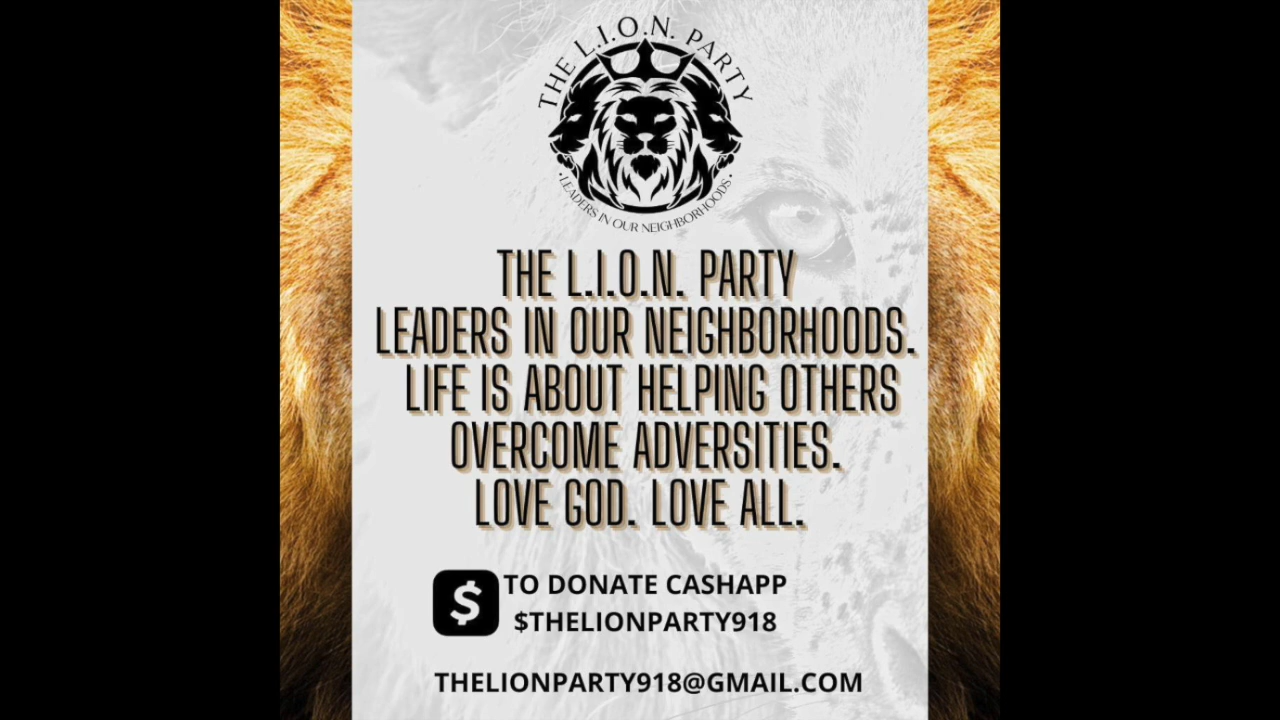 THE L.I.O.N. PARTY
•LEADERS IN OUR NEIGHBORHOODS•
THE L.I.O.N. PARTY
LEADERS IN OUR NEIGHBORHOODS.
LIFE IS ABOUT HELPING OTHERS
OVERCOME ADVERSITIES.
LOVE GOD. LOVE ALL.
$ TO DONATE CASHAPP
$THELIONPARTY918
THELIONPARTY918@GMAIL.COM